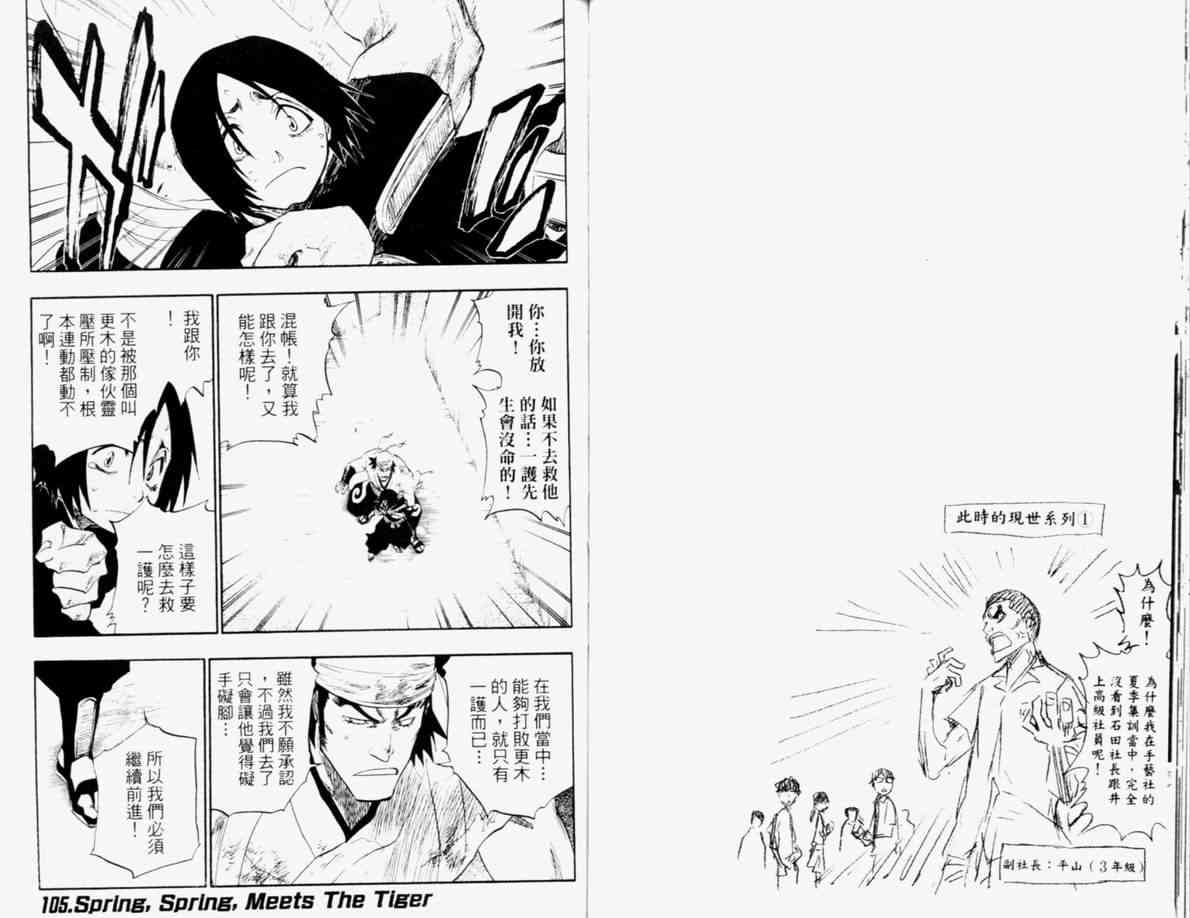 此時的現世系列①
為什麼！
為什麼我在手藝社的
夏季集訓當中，完全
沒看到石田社長跟井
上高級社員呢！
副社長：平山（3年級）
你…你放
開我！
如果不去救他
的話…一護先
生會沒命的！
混帳！就算我
跟你去了，又
能怎樣呢！
我跟你
！
不是被那個叫
更木的傢伙靈
壓所壓制，根
本連動都動不
了啊！
這樣子要
怎麼去救
一護呢？
在我們當中…
能夠打敗更木
的人，就只有
一護而已…
雖然我不願承認
，不過我們去了
只會讓他覺得礙
手礙腳…
所以我們必須
繼續前進！
105.Spring, Spring, Meets The Tiger